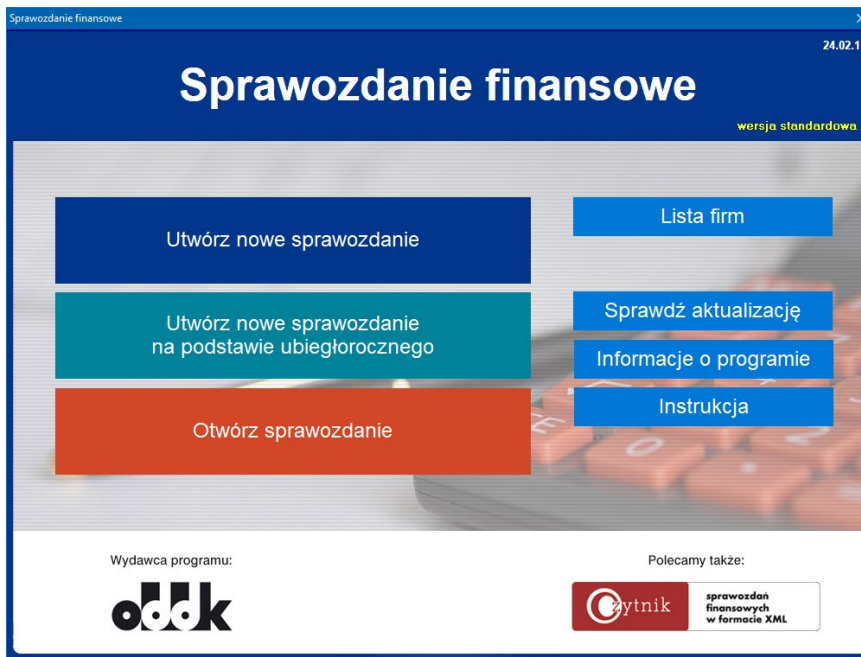 Sprawozdanie finansowe
24.02.1
Sprawozdanie finansowe
wersja standardowa
Utwórz nowe sprawozdanie
Lista firm
Utwórz nowe sprawozdanie
na podstawie ubiegłorocznego
Sprawdź aktualizację
Informacje o programie
Otwórz sprawozdanie
Instrukcja
Wydawca programu:
oddk
Polecamy także:
Czytnik
sprawozdań
finansowych
w formacie XML